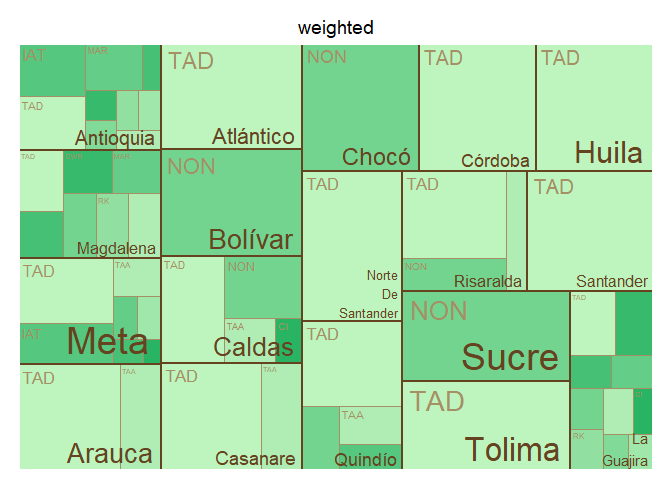 weighted
IAT
MAR
TAD
Antioquia
TAD
Atlántico
NON
Chocó
TAD
Córdoba
TAD
Huila
TAD
MAR
RK
Magdalena
NON
Bolívar
TAD
Norte
De
Santander
TAD
NON
Risaralda
TAD
Santander
TAD
TAA
IAT
Meta
TAD
NON
TAA
Caldas
NON
Sucre
TAD
TAD
TAA
Arauca
TAD
TAA
Casanare
TAD
TAA
Quindío
TAD
Tolima
RK
La
Guajira